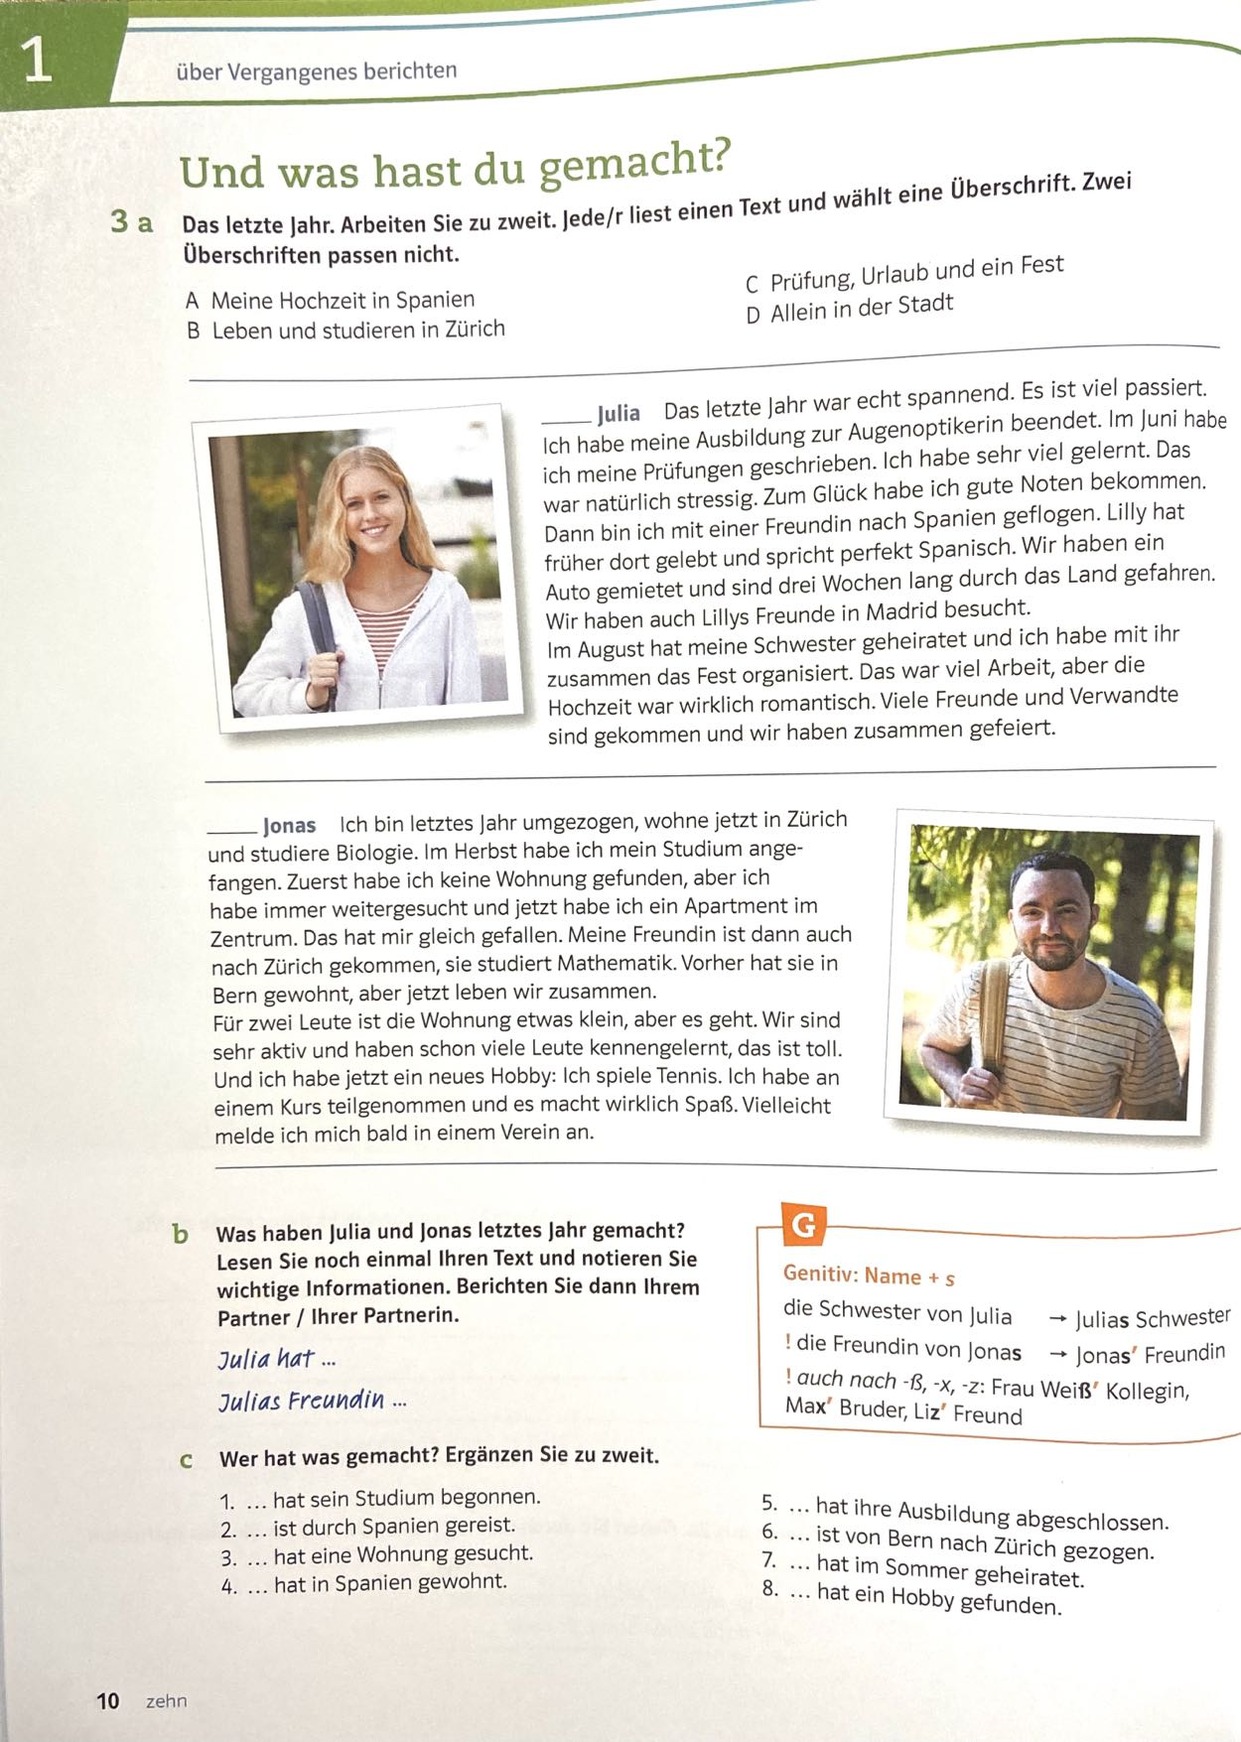 1
über Vergangenes berichten
Und was hast du gemacht?
3 a Das letzte Jahr. Arbeiten Sie zu zweit. Jede/r liest einen Text und wählt eine Überschrift. Zwei
Überschriften passen nicht.
A Meine Hochzeit in Spanien
B Leben und studieren in Zürich
C Prüfung, Urlaub und ein Fest
D Allein in der Stadt
____ Julia Das letzte Jahr war echt spannend. Es ist viel passiert.
Ich habe meine Ausbildung zur Augenoptikerin beendet. Im Juni habe
ich meine Prüfungen geschrieben. Ich habe sehr viel gelernt. Das
war natürlich stressig. Zum Glück habe ich gute Noten bekommen.
Dann bin ich mit einer Freundin nach Spanien geflogen. Lilly hat
früher dort gelebt und spricht perfekt Spanisch. Wir haben ein
Auto gemietet und sind drei Wochen lang durch das Land gefahren.
Wir haben auch Lillys Freunde in Madrid besucht.
Im August hat meine Schwester geheiratet und ich habe mit ihr
zusammen das Fest organisiert. Das war viel Arbeit, aber die
Hochzeit war wirklich romantisch. Viele Freunde und Verwandte
sind gekommen und wir haben zusammen gefeiert.
____ Jonas Ich bin letztes Jahr umgezogen, wohne jetzt in Zürich
und studiere Biologie. Im Herbst habe ich mein Studium ange-
fangen. Zuerst habe ich keine Wohnung gefunden, aber ich
habe immer weitergesucht und jetzt habe ich ein Apartment im
Zentrum. Das hat mir gleich gefallen. Meine Freundin ist dann auch
nach Zürich gekommen, sie studiert Mathematik. Vorher hat sie in
Bern gewohnt, aber jetzt leben wir zusammen.
Für zwei Leute ist die Wohnung etwas klein, aber es geht. Wir sind
sehr aktiv und haben schon viele Leute kennengelernt, das ist toll.
Und ich habe jetzt ein neues Hobby: Ich spiele Tennis. Ich habe an
einem Kurs teilgenommen und es macht wirklich Spaß. Vielleicht
melde ich mich bald in einem Verein an.
b Was haben Julia und Jonas letztes Jahr gemacht?
Lesen Sie noch einmal Ihren Text und notieren Sie
wichtige Informationen. Berichten Sie dann Ihrem
Partner / Ihrer Partnerin.
Julia hat ...
Julias Freundin ...
G
Genitiv: Name + s
die Schwester von Julia → Julias Schwester
! die Freundin von Jonas → Jonas' Freundin
! auch nach -ß, -x, -z: Frau Weiß' Kollegin,
Max' Bruder, Liz' Freund
c Wer hat was gemacht? Ergänzen Sie zu zweit.
1. ... hat sein Studium begonnen.
2. ... ist durch Spanien gereist.
3. ... hat eine Wohnung gesucht.
4. ... hat in Spanien gewohnt.
5. ... hat ihre Ausbildung abgeschlossen.
6. ... ist von Bern nach Zürich gezogen.
7. ... hat im Sommer geheiratet.
8. ... hat ein Hobby gefunden.
10 zehn